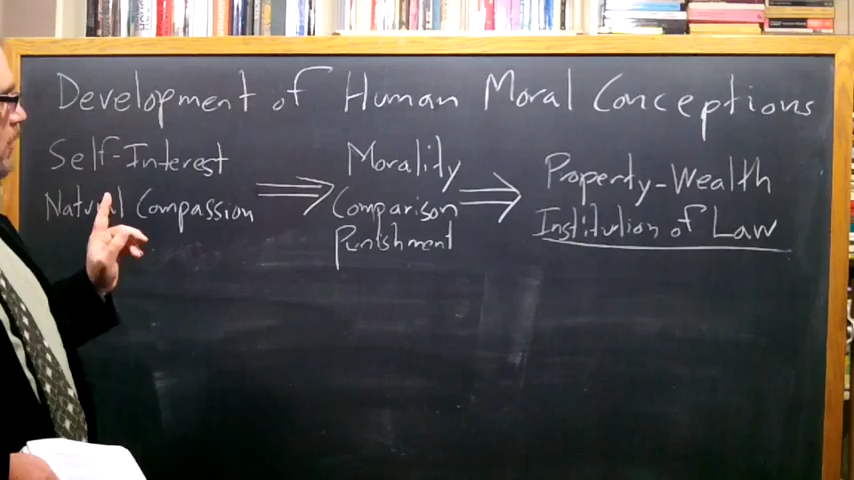 Development of Human Moral Conceptions
Self-Interest
Natural Compassion
⇒
Morality
Comparison
Punishment
⇒
Property-Wealth
Institution of Law